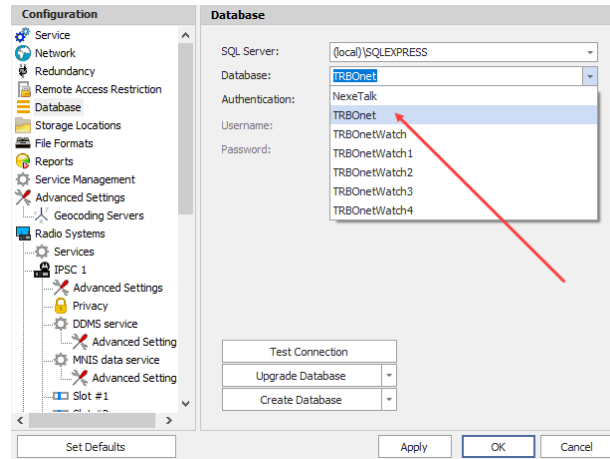 Configuration
Service
Network
Redundancy
Remote Access Restriction
Database
Storage Locations
File Formats
Reports
Service Management
Advanced Settings
Geocoding Servers
Radio Systems
Services
IPSC 1
Advanced Settings
Privacy
DDMS service
Advanced Setting
MNIS data service
Advanced Setting
Slot #1
Set Defaults
Database
SQL Server: (local)\SQLEXPRESS
Database: TRBOnet
Authentication:
Username:
Password:
NexeTalk
TRBOnet
TRBOnetWatch
TRBOnetWatch1
TRBOnetWatch2
TRBOnetWatch3
TRBOnetWatch4
Test Connection
Upgrade Database
Create Database
Apply
OK
Cancel